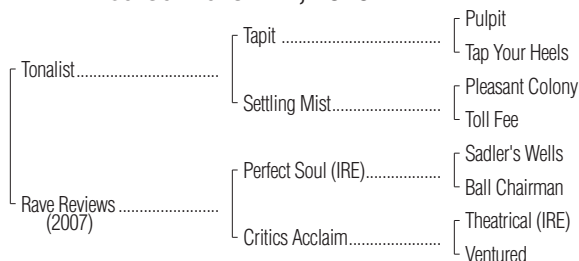 Pulpit
Tapit ........................................
Tap Your Heels
Tonalist....................................
Pleasant Colony
Settling Mist...........................
Toll Fee
Sadler's Wells
Perfect Soul (IRE)...................
Ball Chairman
Rave Reviews .........................
(2007)
Theatrical (IRE)
Critics Acclaim........................
Ventured